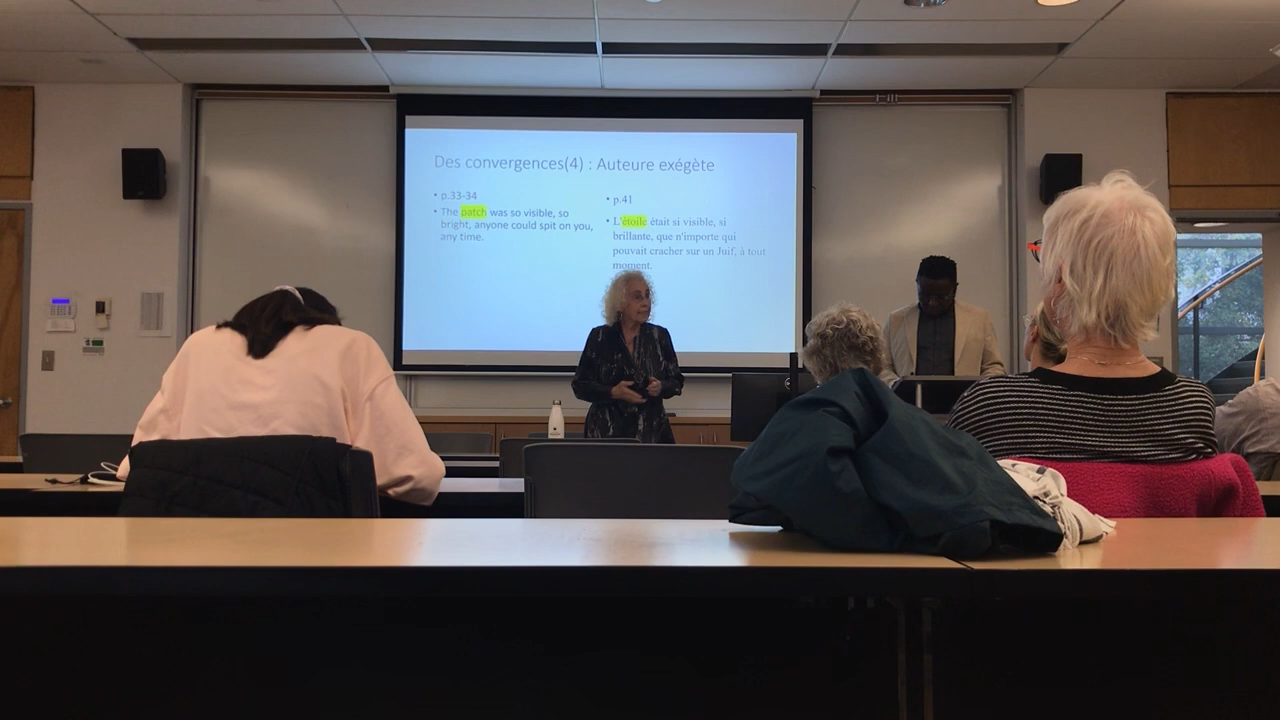 Des convergences(4) : Auteure exégète
• p.33-34
• The patch was so visible, so
bright, anyone could spit on you,
any time.
• p.41
• L'étoile était si visible, si
brillante, que n'importe qui
pouvait cracher sur un Juif, à tout
moment.